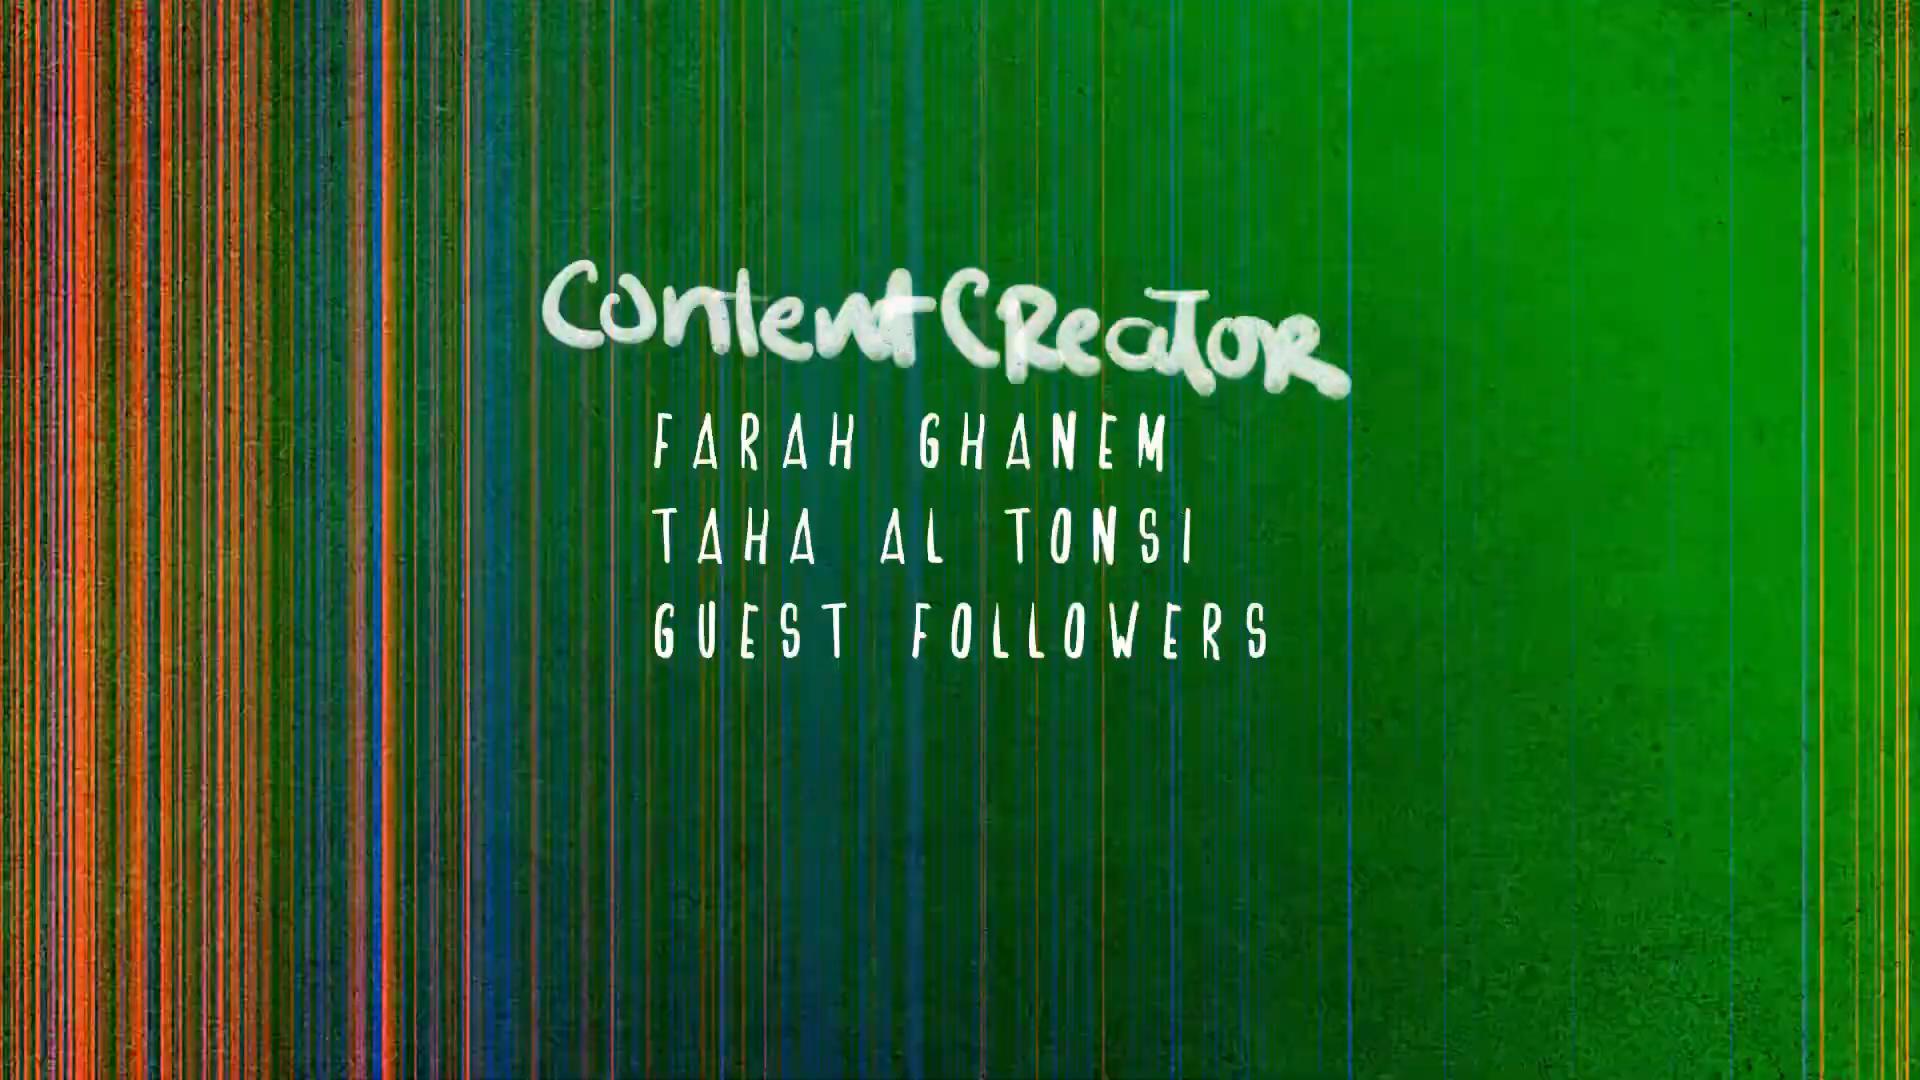 Content Creator
FARAH GHANEM
TAHA AL TONSI
GUEST FOLLOWERS